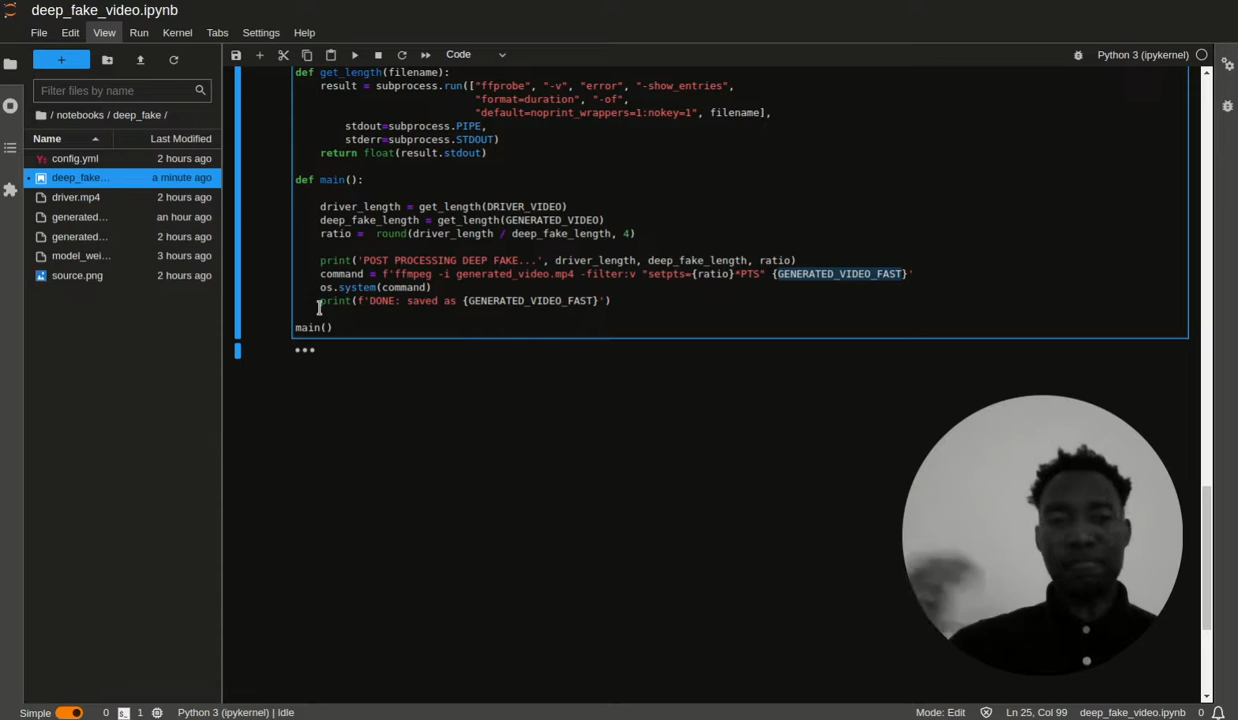 deep_fake_video.ipynb
File Edit View Run Kernel Tabs Settings Help
+ Code Python 3 (ipykernel)
Filter files by name
/ notebooks / deep_fake /
Name Last Modified
config.yml 2 hours ago
deep_fake... a minute ago
driver.mp4 2 hours ago
generated... an hour ago
generated... 2 hours ago
model_wei... 3 hours ago
source.png 2 hours ago
def get_length(filename):
result = subprocess.run(["ffprobe", "-v", "error", "-show_entries",
"format=duration", "-of",
"default=noprint_wrappers=1:nokey=1", filename],
stdout=subprocess.PIPE,
stderr=subprocess.STDOUT)
return float(result.stdout)
def main():
driver_length = get_length(DRIVER_VIDEO)
deep_fake_length = get_length(GENERATED_VIDEO)
ratio = round(driver_length / deep_fake_length, 4)
print('POST PROCESSING DEEP FAKE...', driver_length, deep_fake_length, ratio)
command = f'ffmpeg -i generated_video.mp4 -filter:v "setpts={ratio}*PTS" {GENERATED_VIDEO_FAST}'
os.system(command)
print(f'DONE: saved as {GENERATED_VIDEO_FAST}')
main()
Simple 0 1 Python 3 (ipykernel) | Idle Mode: Edit Ln 25, Col 99 deep_fake_video.ipynb 0